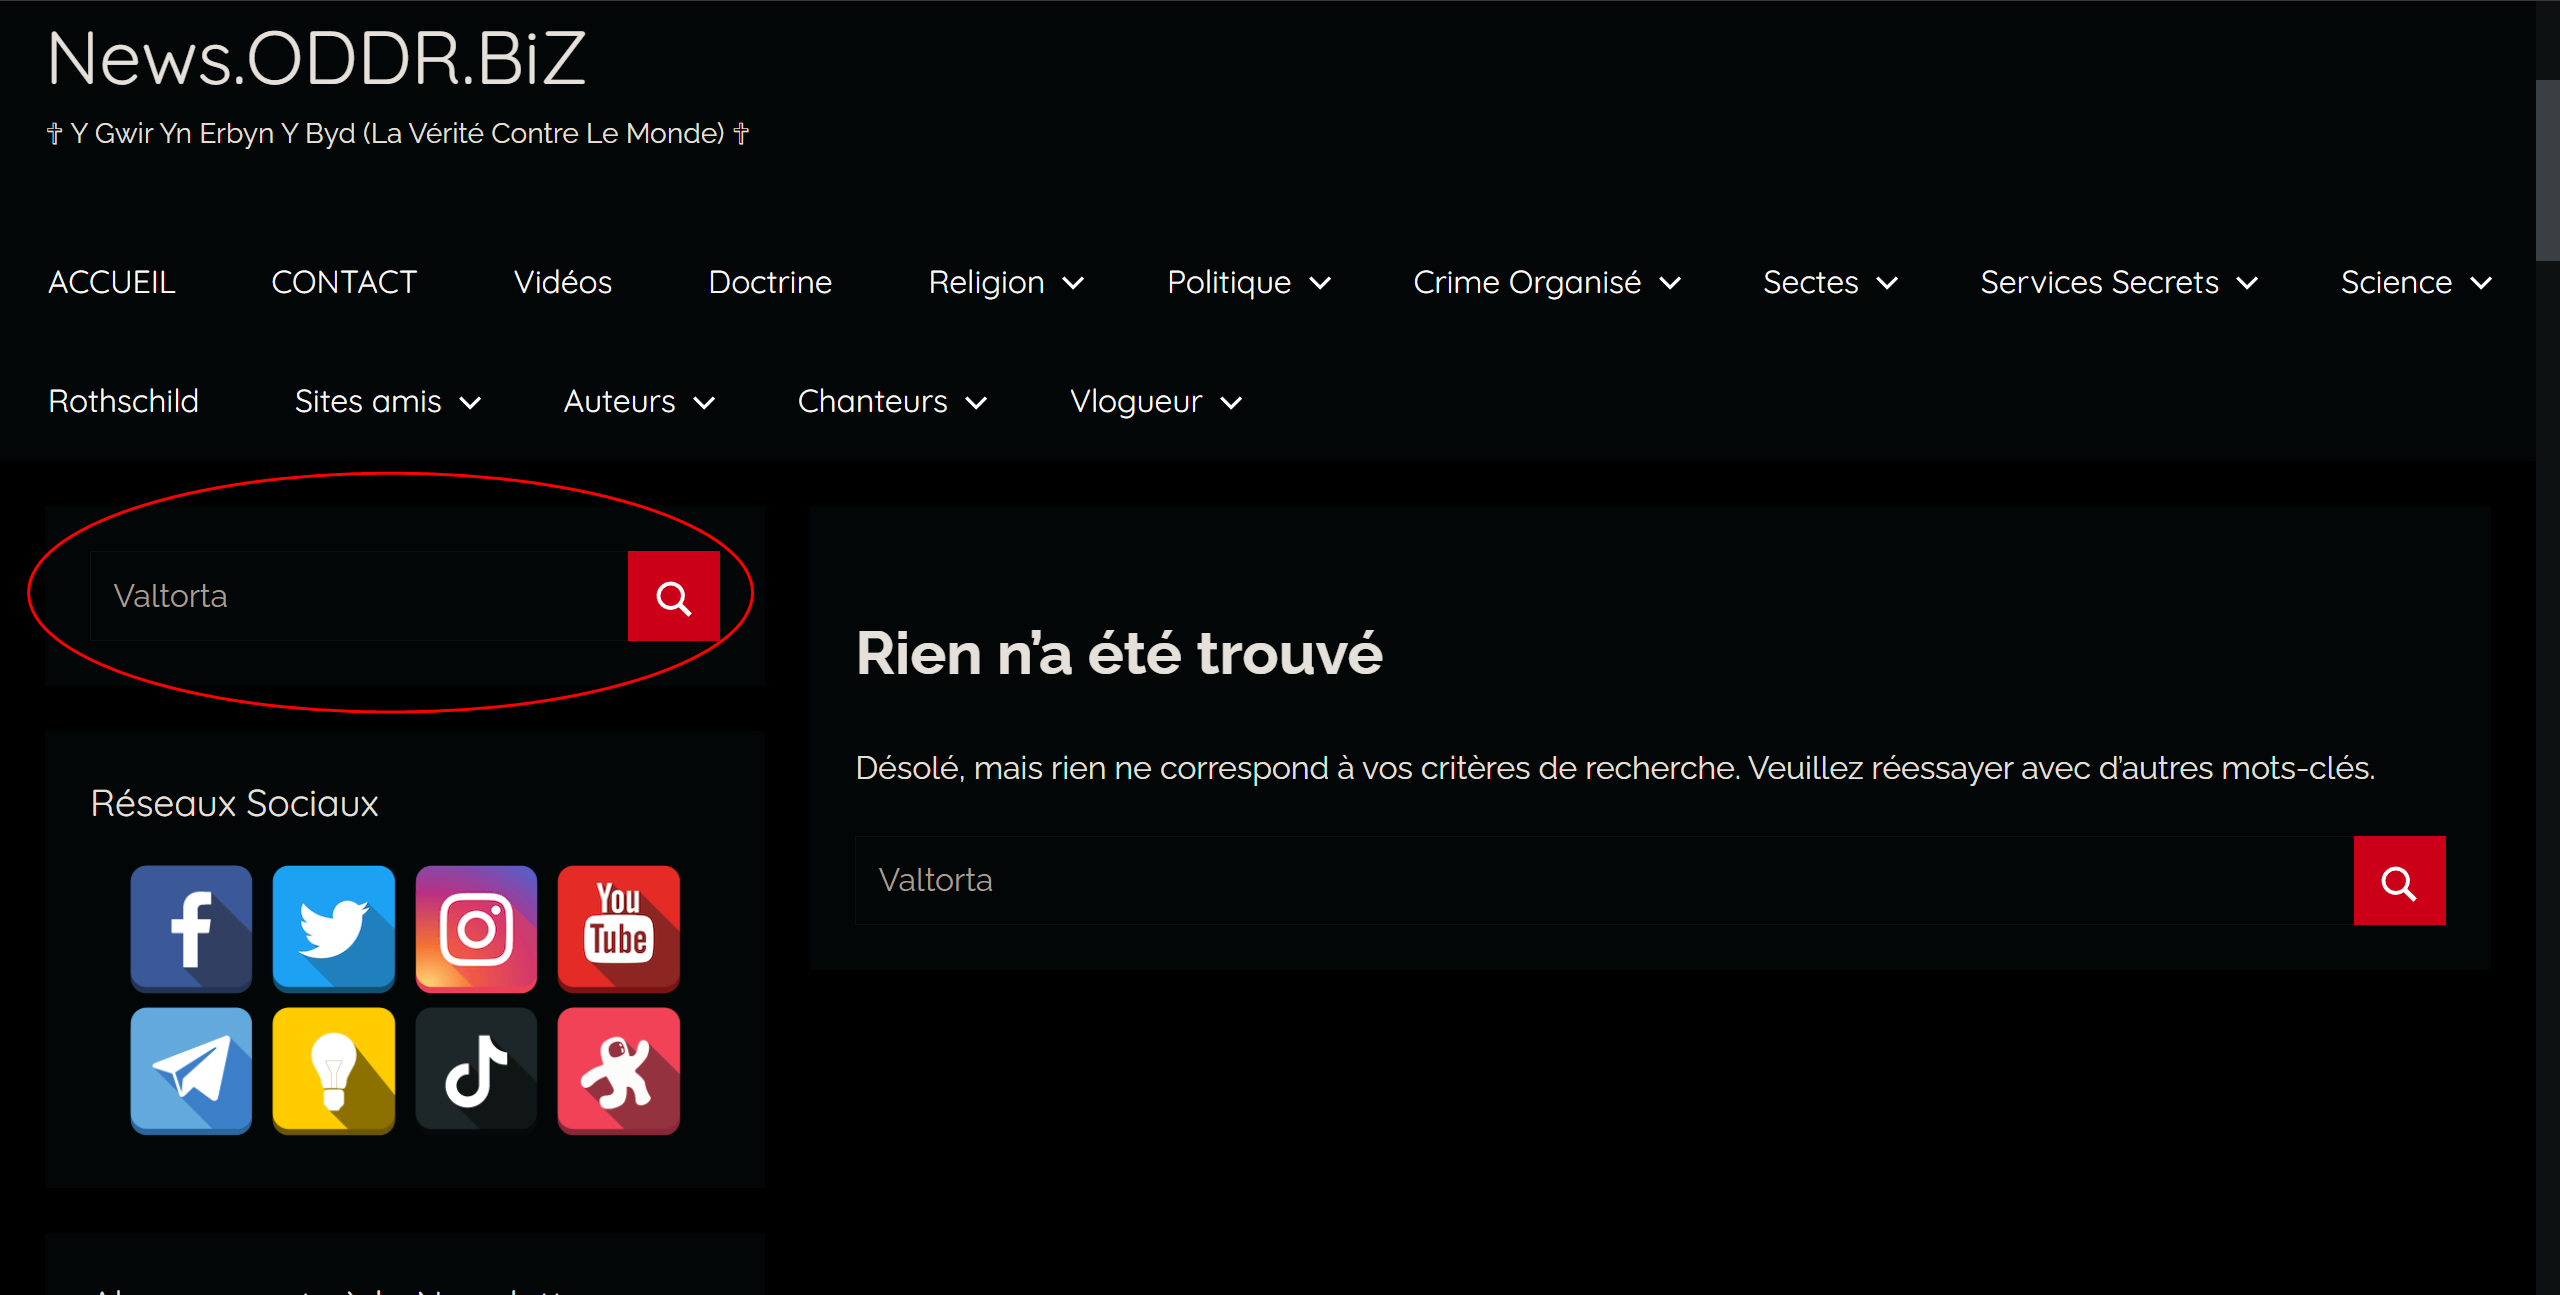 News.ODDR.BiZ
✞ Y Gwir Yn Erbyn Y Byd (La Vérité Contre Le Monde) ✞
ACCUEIL CONTACT Vidéos Doctrine Religion Politique Crime Organisé Sectes Services Secrets Science
Rothschild Sites amis Auteurs Chanteurs Vlogueur
Valtorta
Rien n’a été trouvé
Désolé, mais rien ne correspond à vos critères de recherche. Veuillez réessayer avec d’autres mots-clés.
Valtorta
Réseaux Sociaux
You
Tube